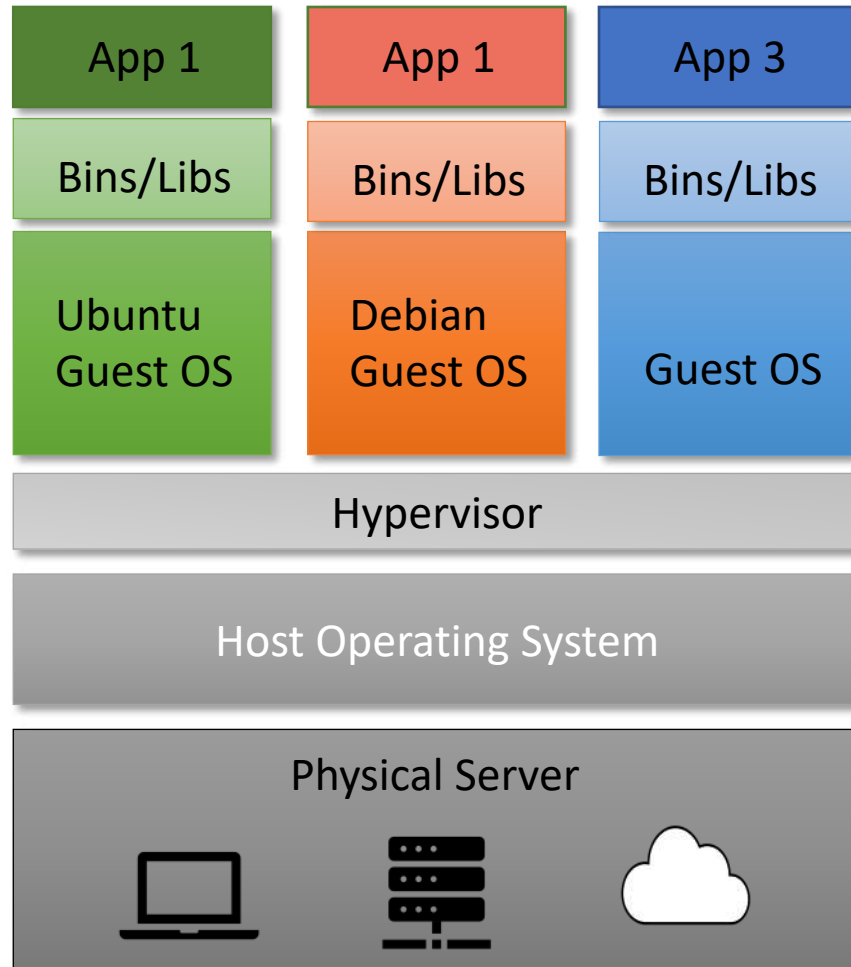 App 1
App 1
App 3
Bins/Libs
Bins/Libs
Bins/Libs
Ubuntu
Guest OS
Debian
Guest OS
Guest OS
Hypervisor
Host Operating System
Physical Server